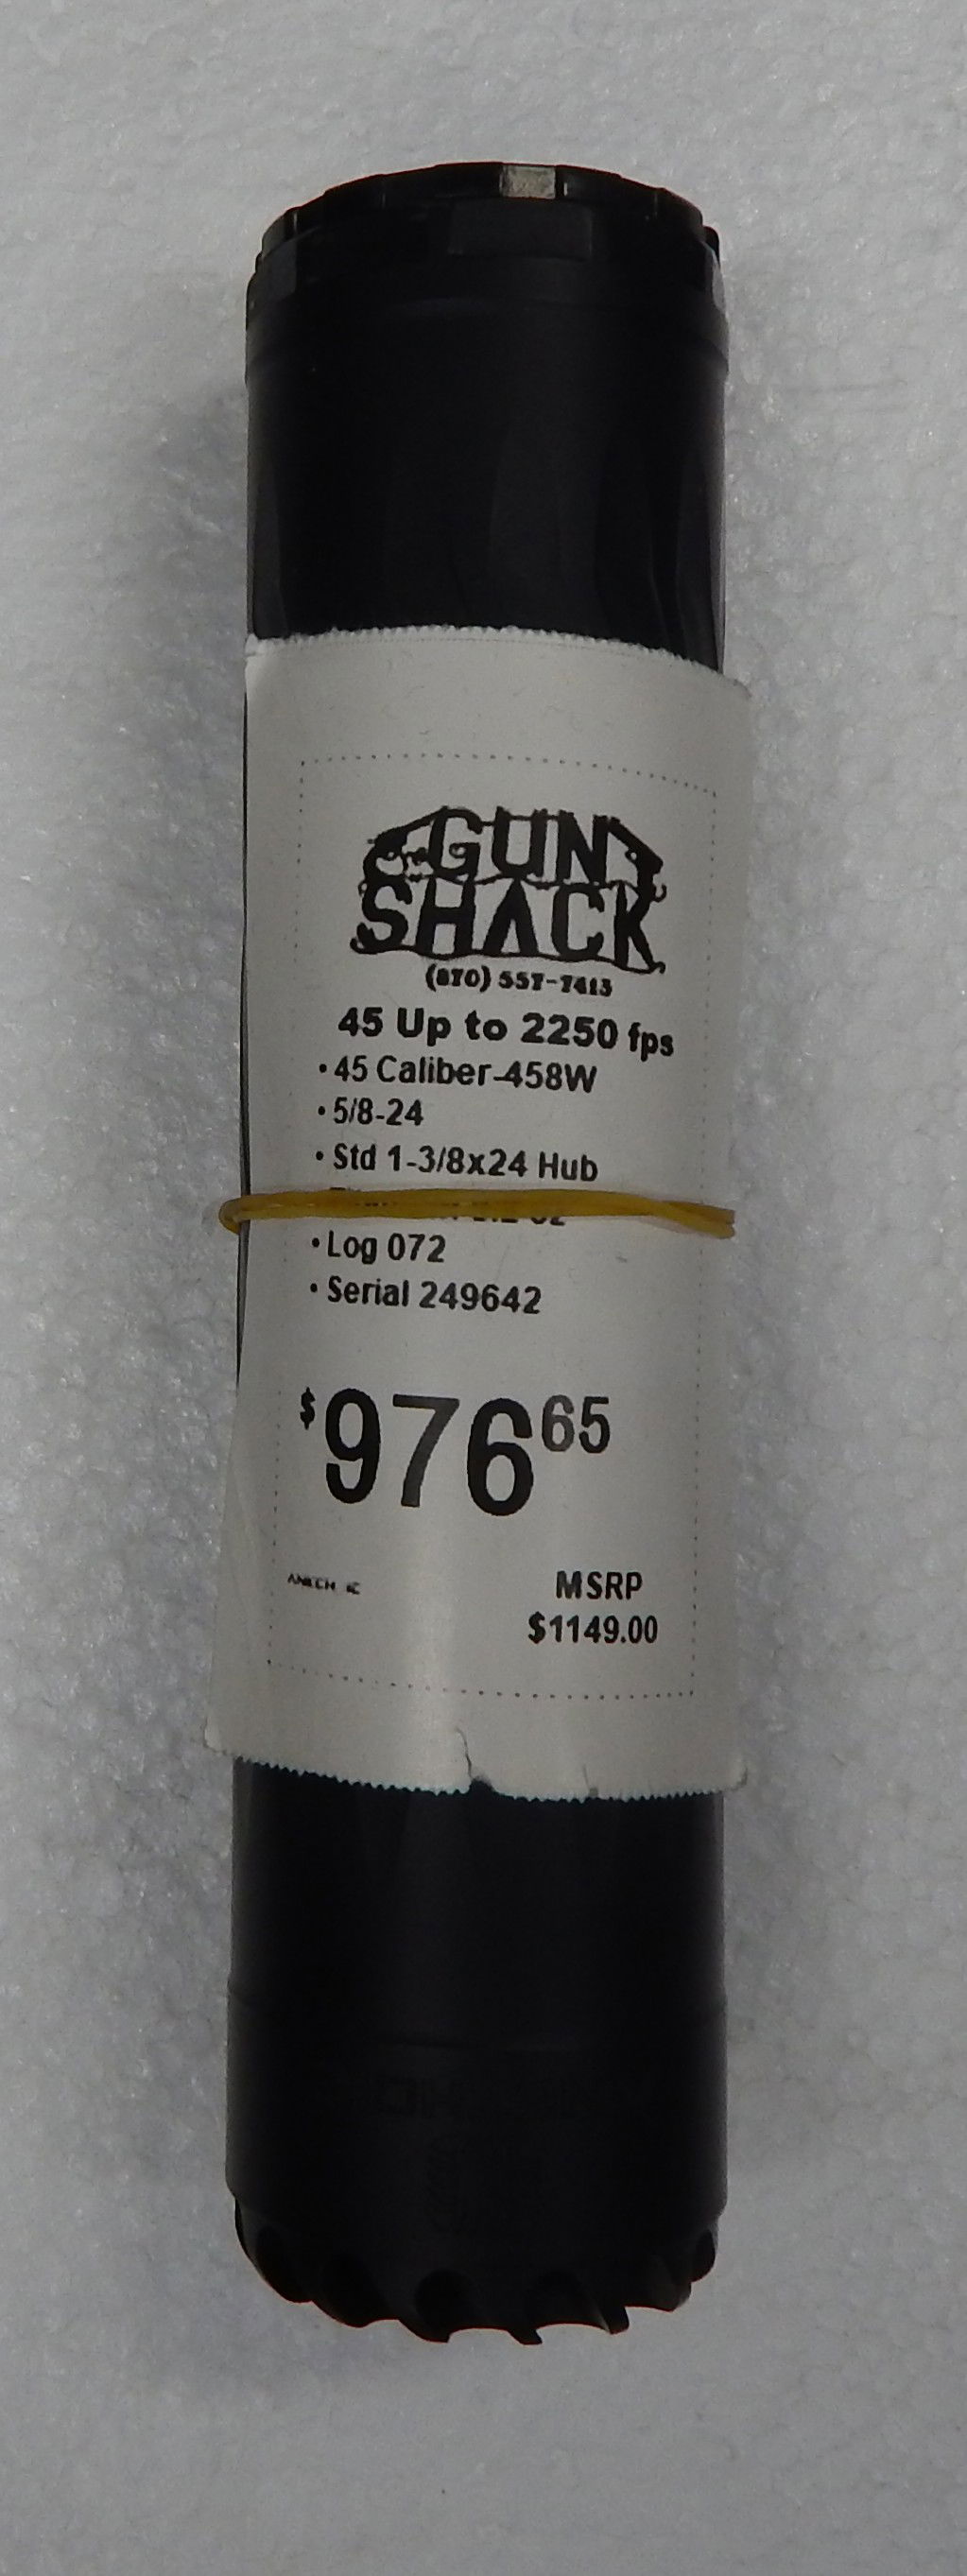 GUN
SHACK
(870) 557-7413
45 Up to 2250 fps
• 45 Caliber-458W
• 5/8-24
• Std 1-3/8x24 Hub
• Log 072
• Serial 249642
$976 65
MSRP
$1149.00